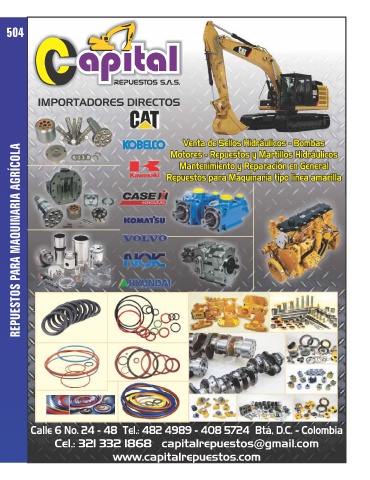 504
REPUESTOS PARA MAQUINARIA AGRÍCOLA
Capital
REPUESTOS S.A.S.
IMPORTADORES DIRECTOS
CAT
KOBELCO
Kawasaki
CASE
KOMATSU
VOLVO
NOK
HYUNDAI
Venta de Sellos Hidráulicos - Bombas
Motores - Repuestos y Martillos Hidráulicos
Mantenimiento y Reparación en General
Repuestos para Maquinaria tipo línea amarilla
Calle 6 No. 24 - 48 Tel.: 482 4989 - 408 5724 Bta, D.C. - Colombia
Cel.: 321 332 1868 capitalrepuestos@gmail.com
www.capitalrepuestos.com